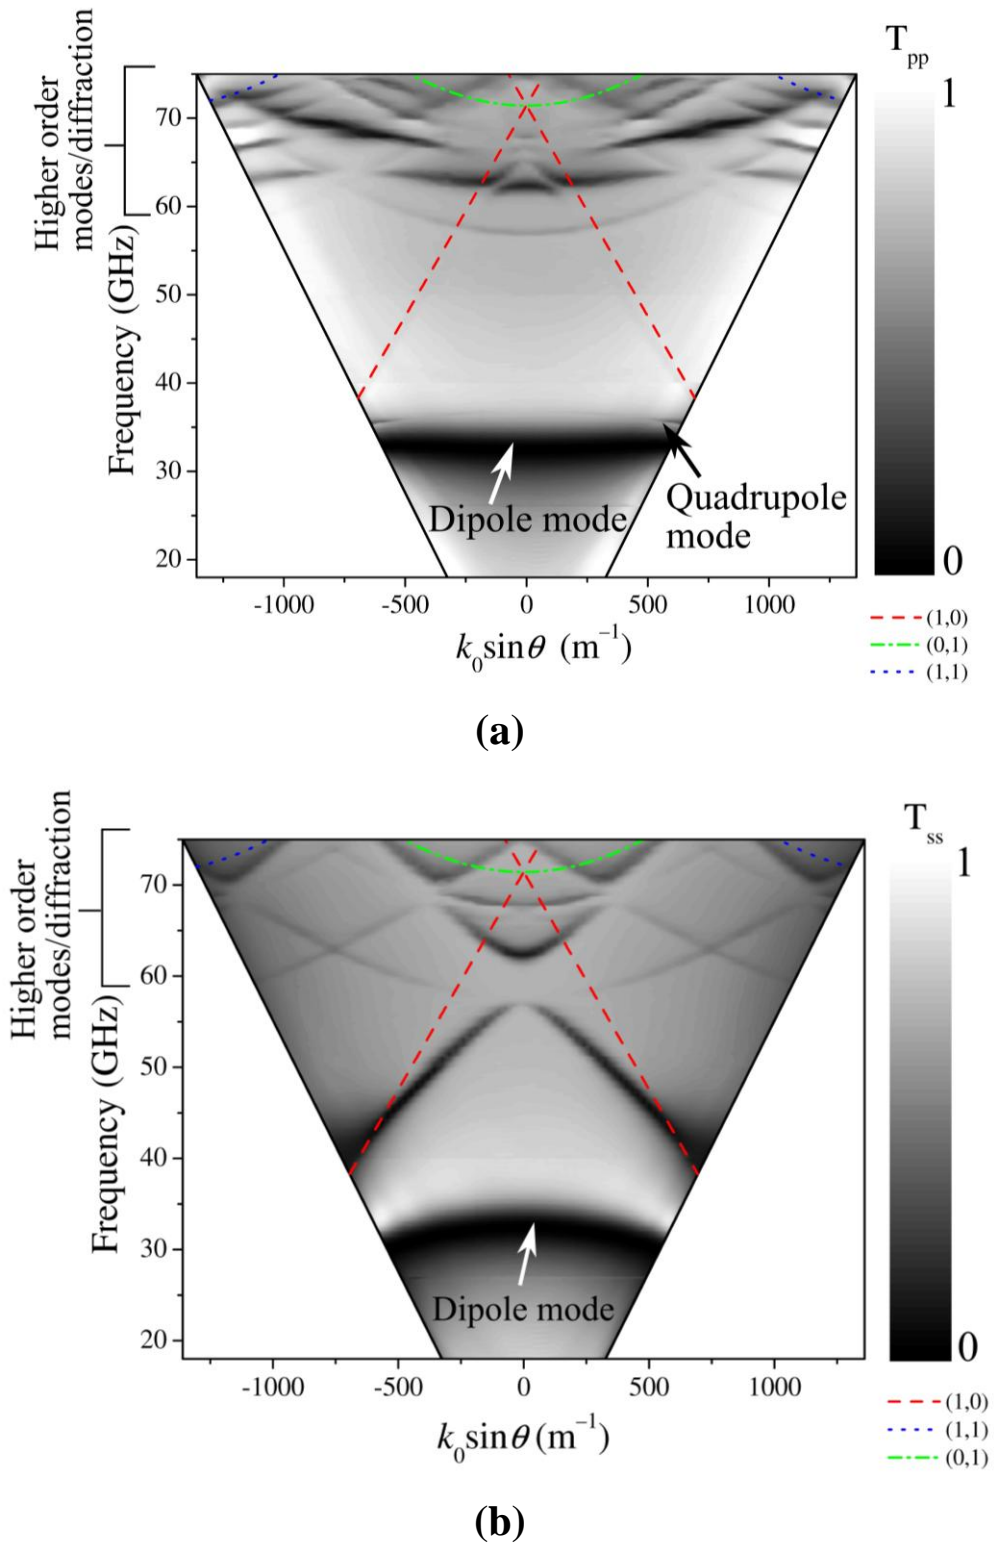 Higher order
modes/diffraction
Frequency (GHz)
70
60
50
40
30
20
-1000
-500
0
500
1000
k₀sinθ (m⁻¹)
Dipole mode
Quadrupole
mode
Tpp
1
0
(1,0)
(0,1)
(1,1)
(a)
Higher order
modes/diffraction
Frequency (GHz)
70
60
50
40
30
20
-1000
-500
0
500
1000
k₀sinθ (m⁻¹)
Dipole mode
Tss
1
0
(1,0)
(1,1)
(0,1)
(b)